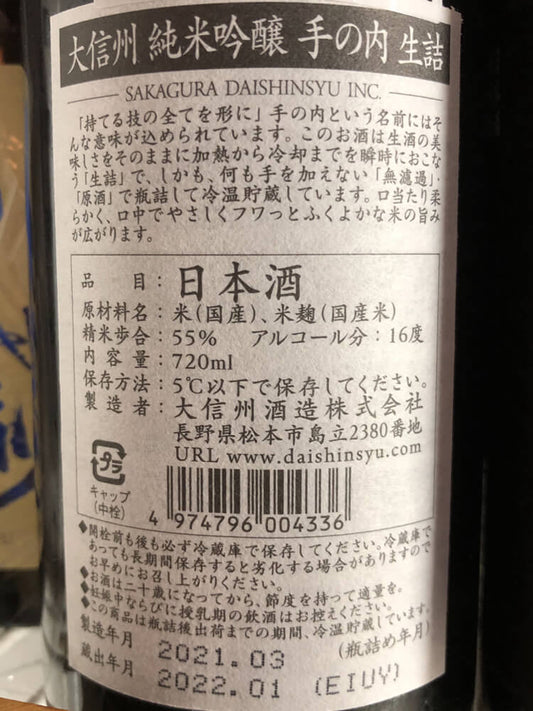 大信州 純米吟醸 手の内 生詰
SAKAGURA DAISHINSYU INC.
「持てる技の全てを形に」手の内という名前にはそ
んな意味が込められています。このお酒は生酒の美
味しさをそのままに加熱から冷却までを瞬時におこな
う「生詰」で、しかも、何も手を加えない「無濾過」・
「原酒」で瓶詰して冷温貯蔵しています。口当たり柔
らかく、口中でやさしくフワっとふくよかな米の旨み
が広がります。
品目：日本酒
原材料名：米(国産)、米麹(国産米)
精米歩合：55% アルコール分：16度
内容量：720ml
保存方法：5℃以下で保存してください。
製造者：大信州酒造株式会社
長野県松本市島立2380番地
URL www.daishinsyu.com
プラ
キャップ
(中栓)
4 974796 004336
◆開栓前も後も必ず冷蔵庫で保存してください。冷蔵庫で
あっても長期間保存すると劣化する場合がありますので
お早めにお召し上がりください。
◆お酒は二十歳になってから、節度を持って適量を。
◆妊娠中ならびに授乳期の飲酒はお控えください。
◆この商品は瓶詰後出荷までの期間、冷温貯蔵しています。
製造年月 2021.03 (瓶詰め年月)
蔵出年月 2022.01 (EIUY)